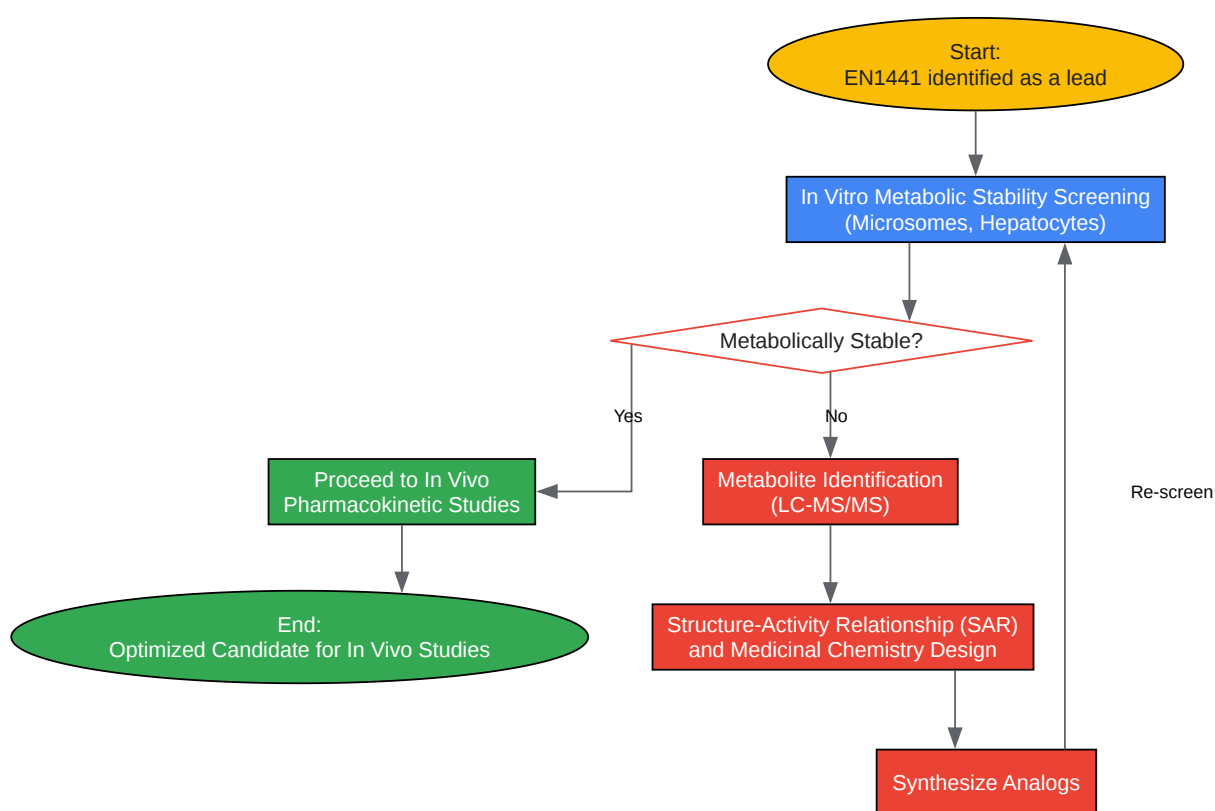 Start:
EN1441 identified as a lead
In Vitro Metabolic Stability Screening
(Microsomes, Hepatocytes)
Metabolically Stable?
Yes
No
Proceed to In Vivo
Pharmacokinetic Studies
Metabolite Identification
(LC-MS/MS)
Re-screen
End:
Optimized Candidate for In Vivo Studies
Structure-Activity Relationship (SAR)
and Medicinal Chemistry Design
Synthesize Analogs